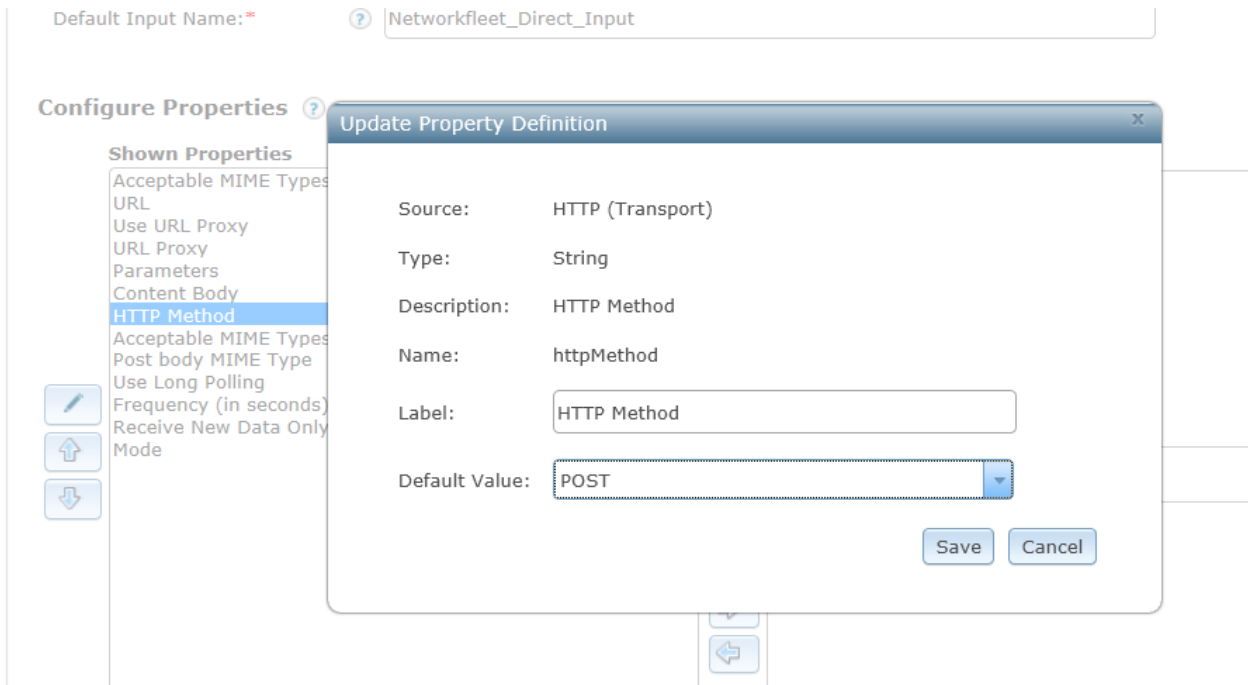 Default Input Name:* ? Networkfleet_Direct_Input
Configure Properties ?
Shown Properties
Acceptable MIME Types
URL
Use URL Proxy
URL Proxy
Parameters
Content Body
HTTP Method
Acceptable MIME Types
Post body MIME Type
Use Long Polling
Frequency (in seconds)
Receive New Data Only
Mode
Update Property Definition x
Source: HTTP (Transport)
Type: String
Description: HTTP Method
Name: httpMethod
Label: HTTP Method
Default Value: POST
Save Cancel